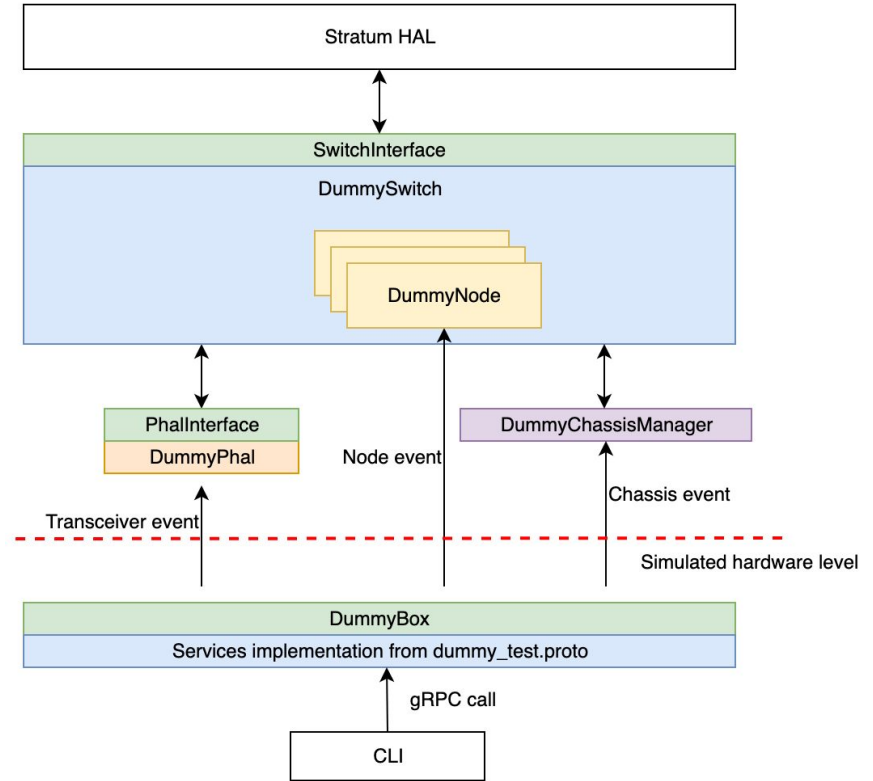 Stratum HAL
SwitchInterface
DummySwitch
DummyNode
PhalInterface
DummyPhal
DummyChassisManager
Node event
Chassis event
Transceiver event
Simulated hardware level
DummyBox
Services implementation from dummy_test.proto
gRPC call
CLI